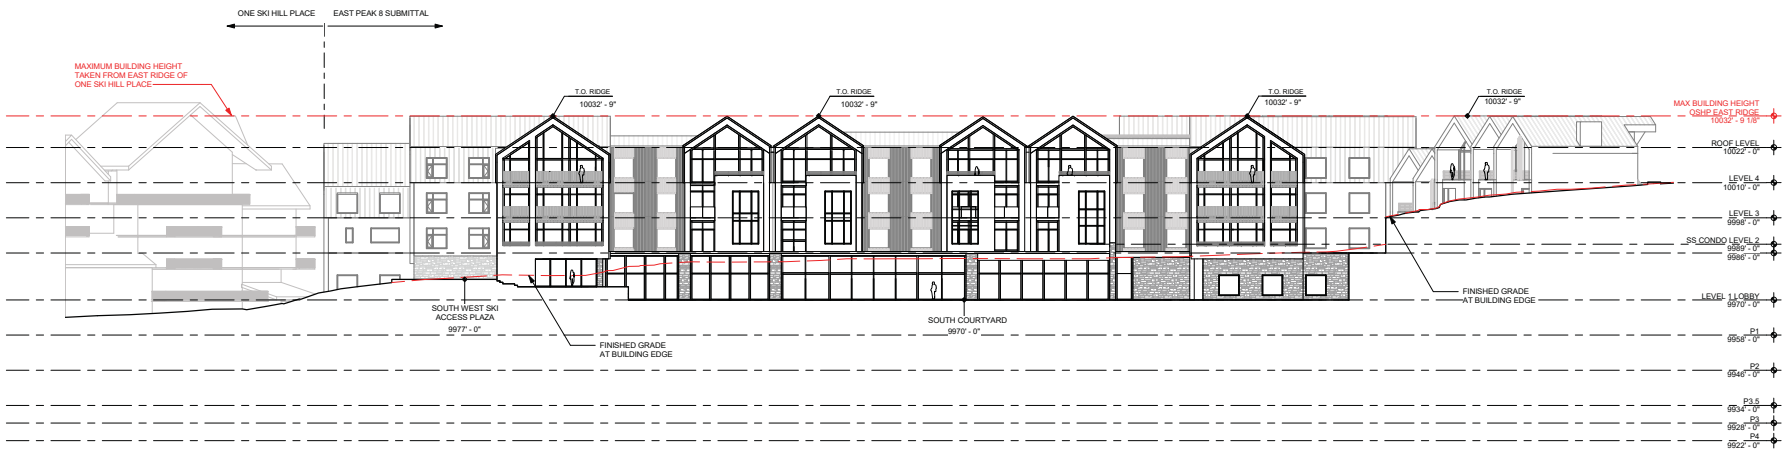 ONE SKI HILL PLACE
EAST PEAK 8 SUBMITTAL
MAXIMUM BUILDING HEIGHT
TAKEN FROM EAST RIDGE OF
ONE SKI HILL PLACE
T.O. RIDGE
10032' - 9"
T.O. RIDGE
10032' - 9"
T.O. RIDGE
10032' - 9"
T.O. RIDGE
10032' - 9"
MAX BUILDING HEIGHT
OSHP EAST RIDGE
10032' - 9 1/8"
ROOF LEVEL
10022' - 0"
LEVEL 4
10010' - 0"
LEVEL 3
9998' - 0"
SS CONDO LEVEL 2
9989' - 0"
9986' - 0"
LEVEL 1 LOBBY
9970' - 0"
P1
9958' - 0"
P2
9946' - 0"
P3.5
9934' - 0"
P3
9928' - 0"
P4
9922' - 0"
SOUTH WEST SKI
ACCESS PLAZA
9977' - 0"
FINISHED GRADE
AT BUILDING EDGE
SOUTH COURTYARD
9970' - 0"
FINISHED GRADE
AT BUILDING EDGE